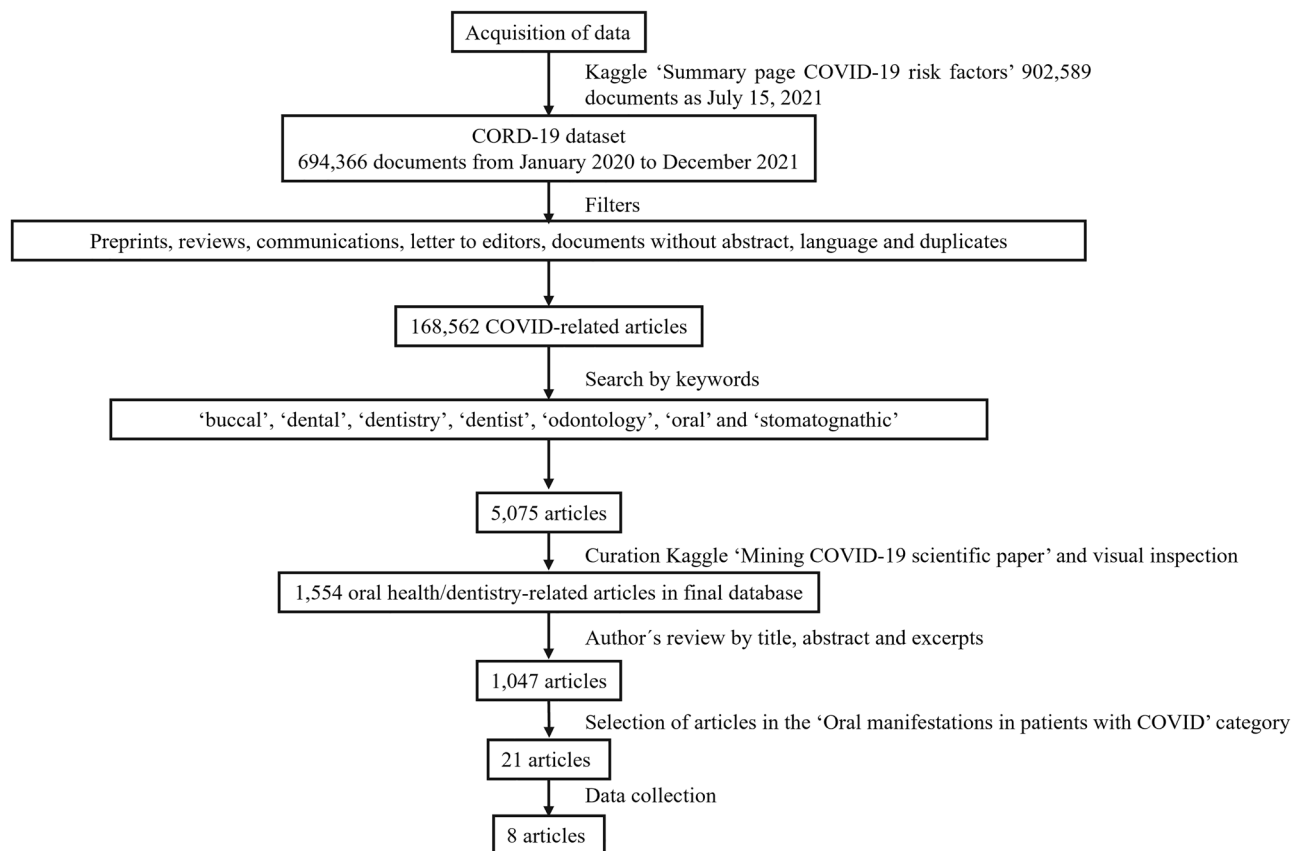 Acquisition of data
Kaggle ‘Summary page COVID-19 risk factors’ 902,589
documents as July 15, 2021
CORD-19 dataset
694,366 documents from January 2020 to December 2021
Filters
Preprints, reviews, communications, letter to editors, documents without abstract, language and duplicates
168,562 COVID-related articles
Search by keywords
‘buccal’, ‘dental’, ‘dentistry’, ‘dentist’, ‘odontology’, ‘oral’ and ‘stomatognathic’
5,075 articles
Curation Kaggle ‘Mining COVID-19 scientific paper’ and visual inspection
1,554 oral health/dentistry-related articles in final database
Author´s review by title, abstract and excerpts
1,047 articles
Selection of articles in the ‘Oral manifestations in patients with COVID’ category
21 articles
Data collection
8 articles